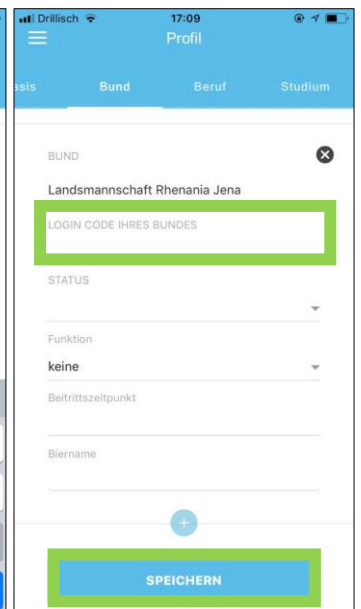 Drillisch 17:09
Profil
asis Bund Beruf Studium
BUND
Landsmannschaft Rhenania Jena
LOGIN CODE IHRES BUNDES
STATUS
Funktion
keine
Beitrittszeitpunkt
Biername
+
SPEICHERN